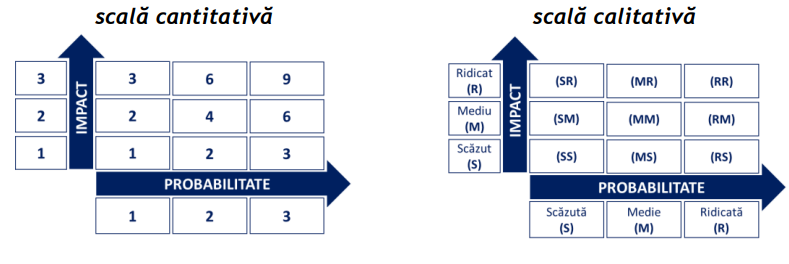 scală cantitativă
3
2
1
IMPACT
3 6 9
2 4 6
1 2 3
PROBABILITATE
1 2 3
scală calitativă
Ridicat
(R)
Mediu
(M)
Scăzut
(S)
IMPACT
(SR) (MR) (RR)
(SM) (MM) (RM)
(SS) (MS) (RS)
PROBABILITATE
Scăzută Medie Ridicată
(S) (M) (R)